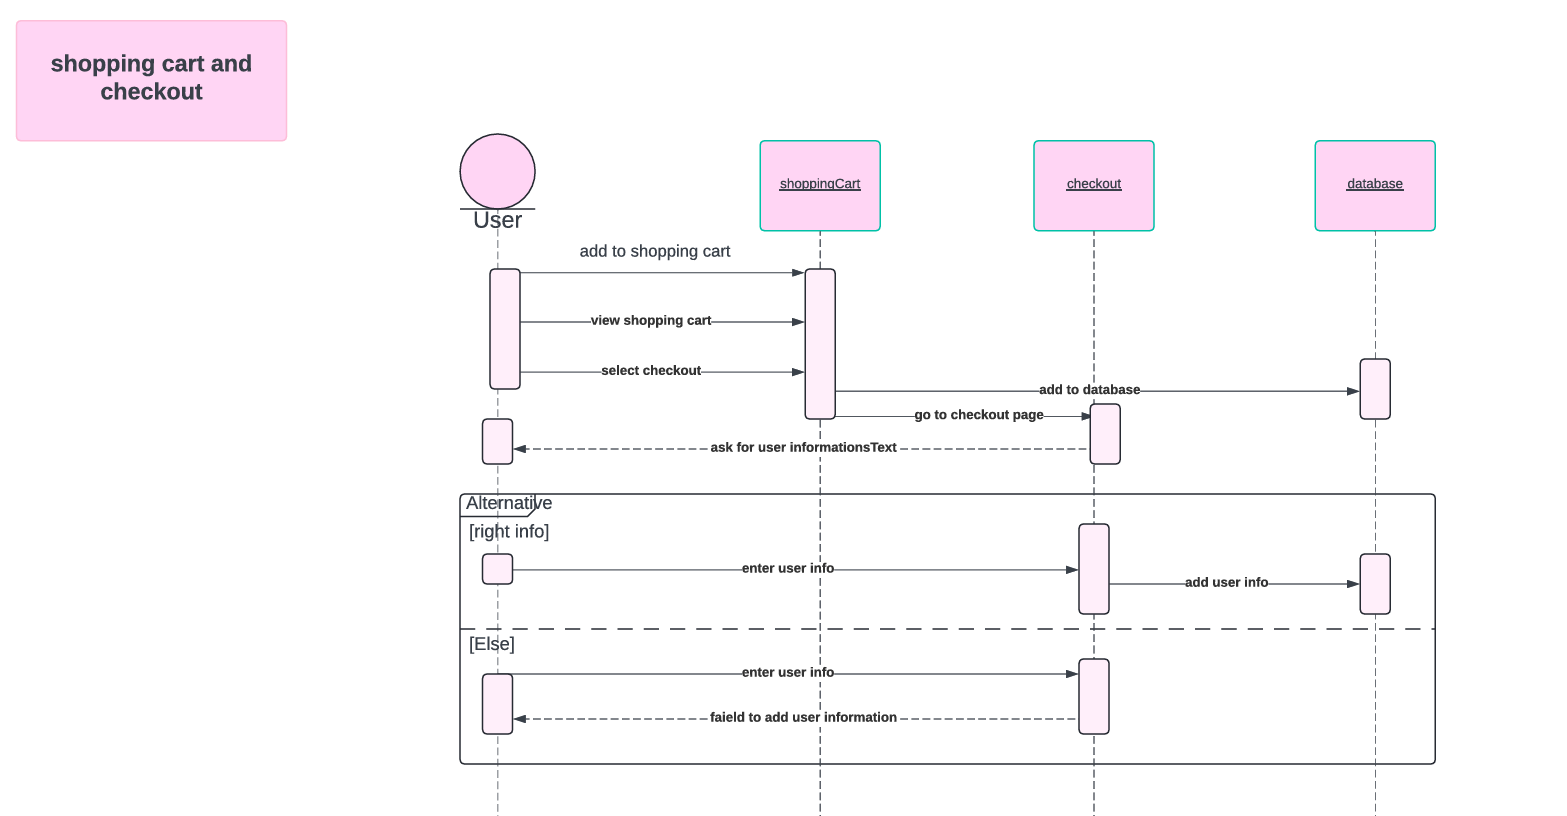 shopping cart and
checkout
User
shoppingCart
checkout
database
add to shopping cart
view shopping cart
select checkout
add to database
go to checkout page
ask for user informationsText
Alternative
[right info]
enter user info
add user info
[Else]
enter user info
faield to add user information